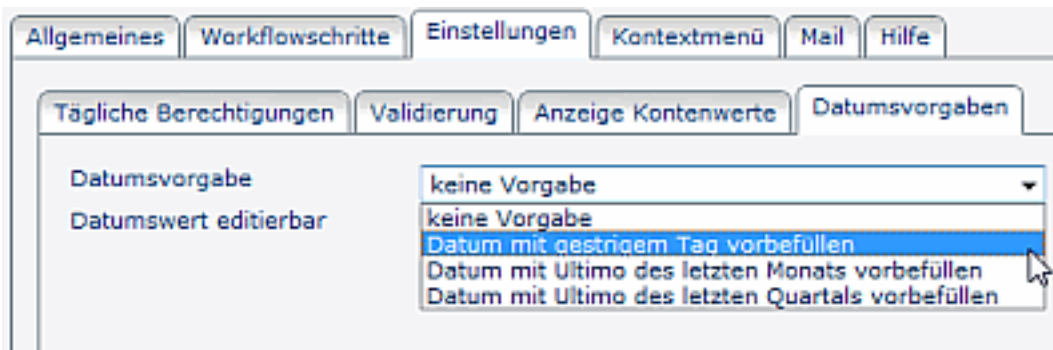 Allgemeines Workflowschritte Einstellungen Kontextmenü Mail Hilfe
Tägliche Berechtigungen Validierung Anzeige Kontenwerte Datumsvorgaben
Datumsvorgabe keine Vorgabe
Datumswert editierbar keine Vorgabe
Datum mit gestrigem Tag vorbefüllen
Datum mit Ultimo des letzten Monats vorbefüllen
Datum mit Ultimo des letzten Quartals vorbefüllen